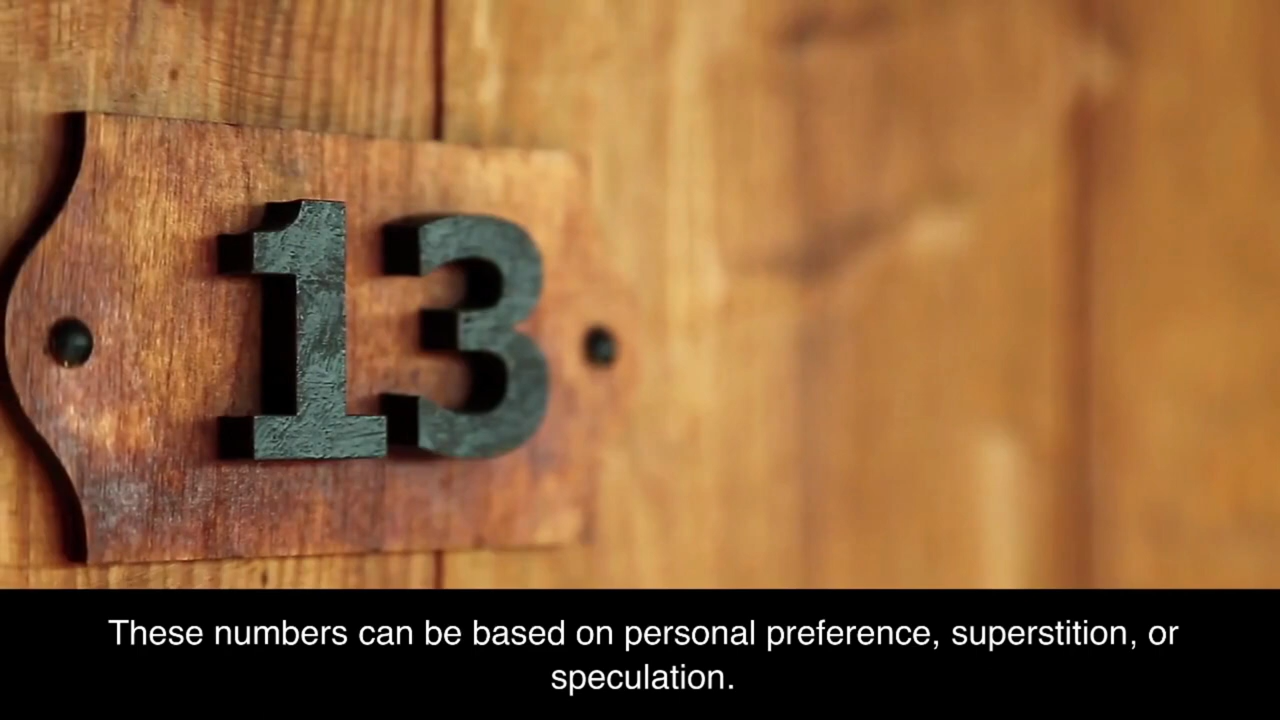 13
These numbers can be based on personal preference, superstition, or
speculation.